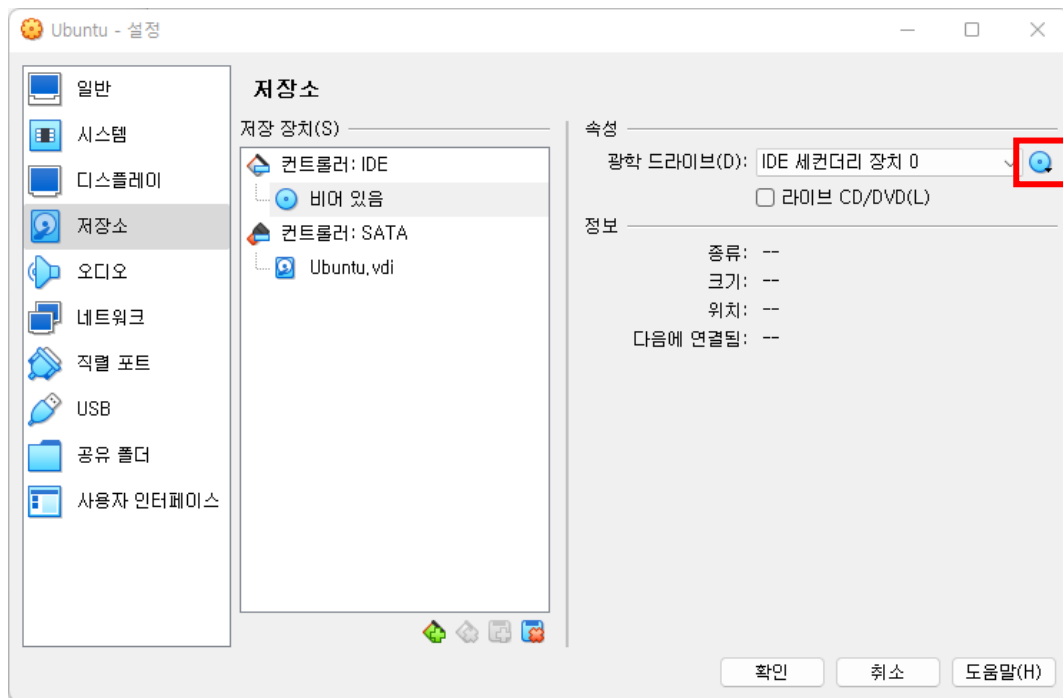 Ubuntu - 설정
일반
시스템
디스플레이
저장소
오디오
네트워크
직렬 포트
USB
공유 폴더
사용자 인터페이스
저장소
저장 장치(S)
컨트롤러: IDE
비어 있음
컨트롤러: SATA
Ubuntu.vdi
속성
광학 드라이브(D): IDE 세컨더리 장치 0
라이브 CD/DVD(L)
정보
종류: --
크기: --
위치: --
다음에 연결됨: --
확인 취소 도움말(H)